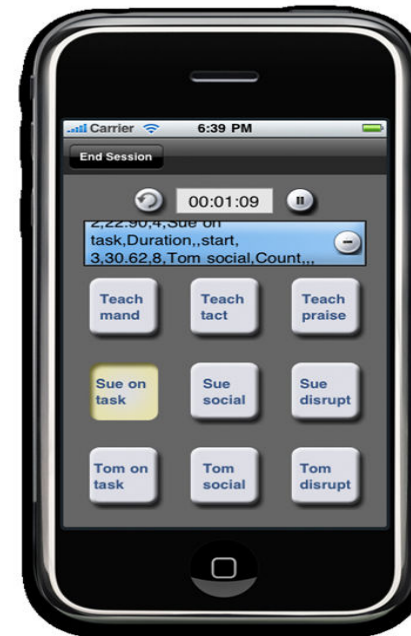 Carrier 6:39 PM
End Session
00:01:09
2,22.90,4,Sue on
task,Duration,,start,
3,30.62,8,Tom social,Count,,,
Teach Teach Teach
mand tact praise
Sue on Sue Sue
task social disrupt
Tom on Tom Tom
task social disrupt